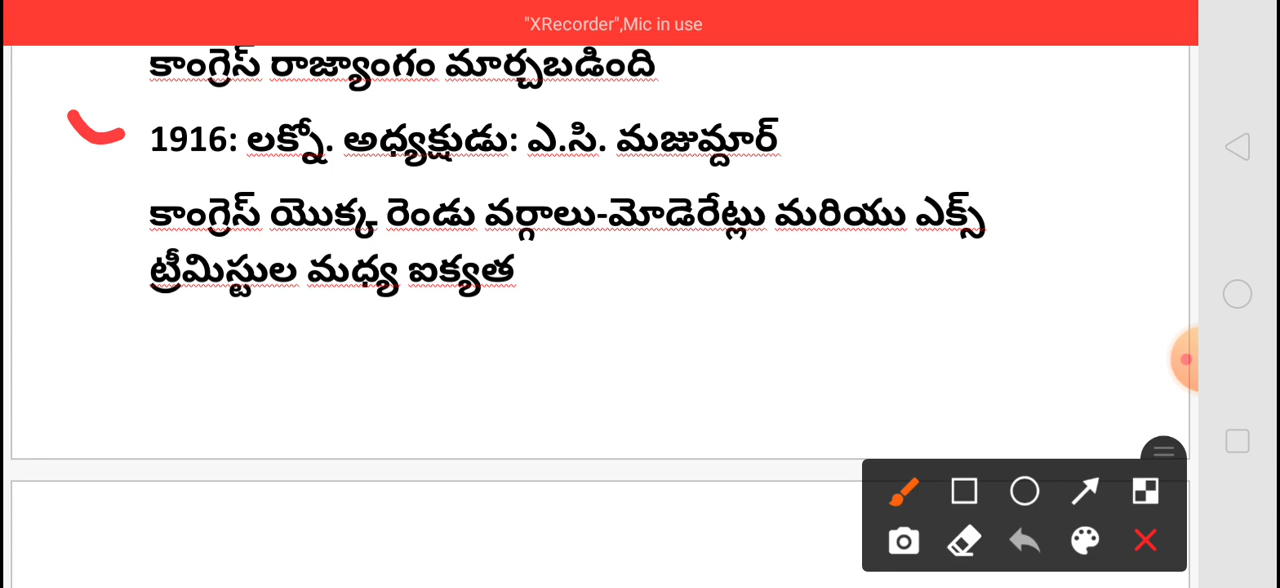 "XRecorder",Mic in use
కాంగ్రెస్ రాజ్యాంగం మార్చబడింది
1916: లక్నో. అధ్యక్షుడు: ఎ.సి. మజుమ్దార్
కాంగ్రెస్ యొక్క రెండు వర్గాలు-మోడెరేట్లు మరియు ఎక్స్
ట్రీమిస్టుల మధ్య ఐక్యత